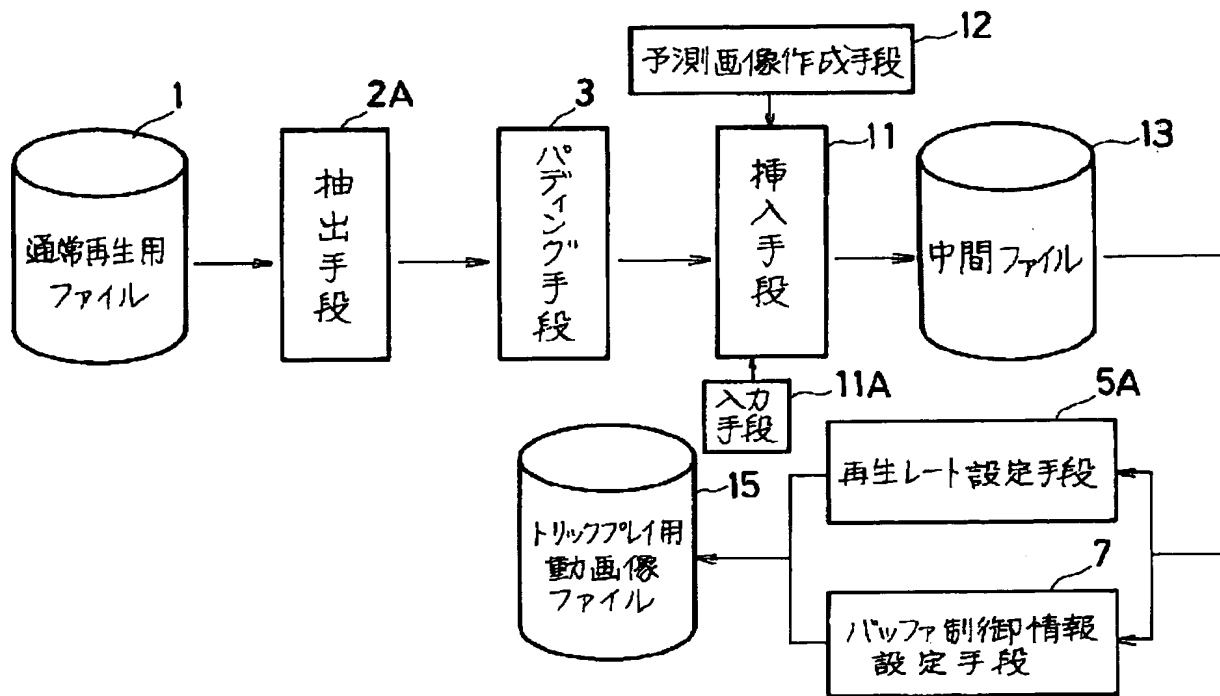 12
予測画像作成手段
1
通常再生用
ファイル
2A
抽出手段
3
パディング手段
11
挿入手段
13
中間ファイル
11A
入力
手段
5A
再生レート設定手段
15
トリックプレイ用
動画像
ファイル
7
バッファ制御情報
設定手段